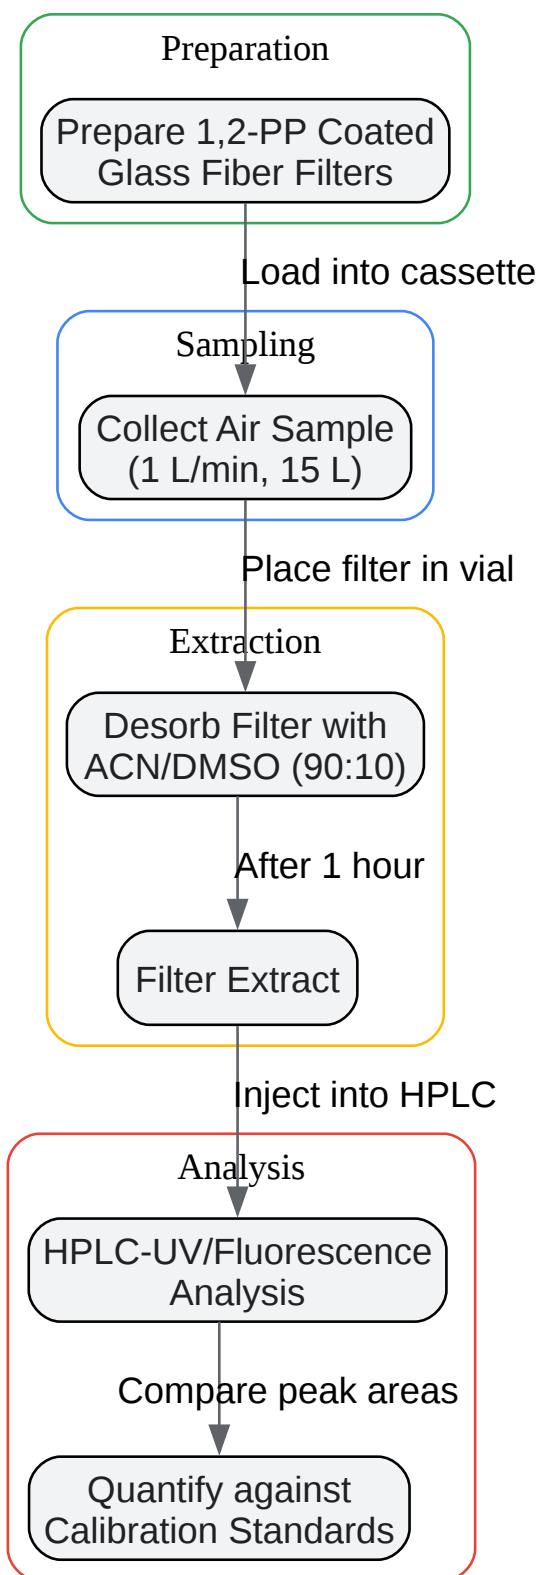 Preparation
Prepare 1,2-PP Coated
Glass Fiber Filters
Load into cassette
Sampling
Collect Air Sample
(1 L/min, 15 L)
Place filter in vial
Extraction
Desorb Filter with
ACN/DMSO (90:10)
After 1 hour
Filter Extract
Inject into HPLC
Analysis
HPLC-UV/Fluorescence
Analysis
Compare peak areas
Quantify against
Calibration Standards